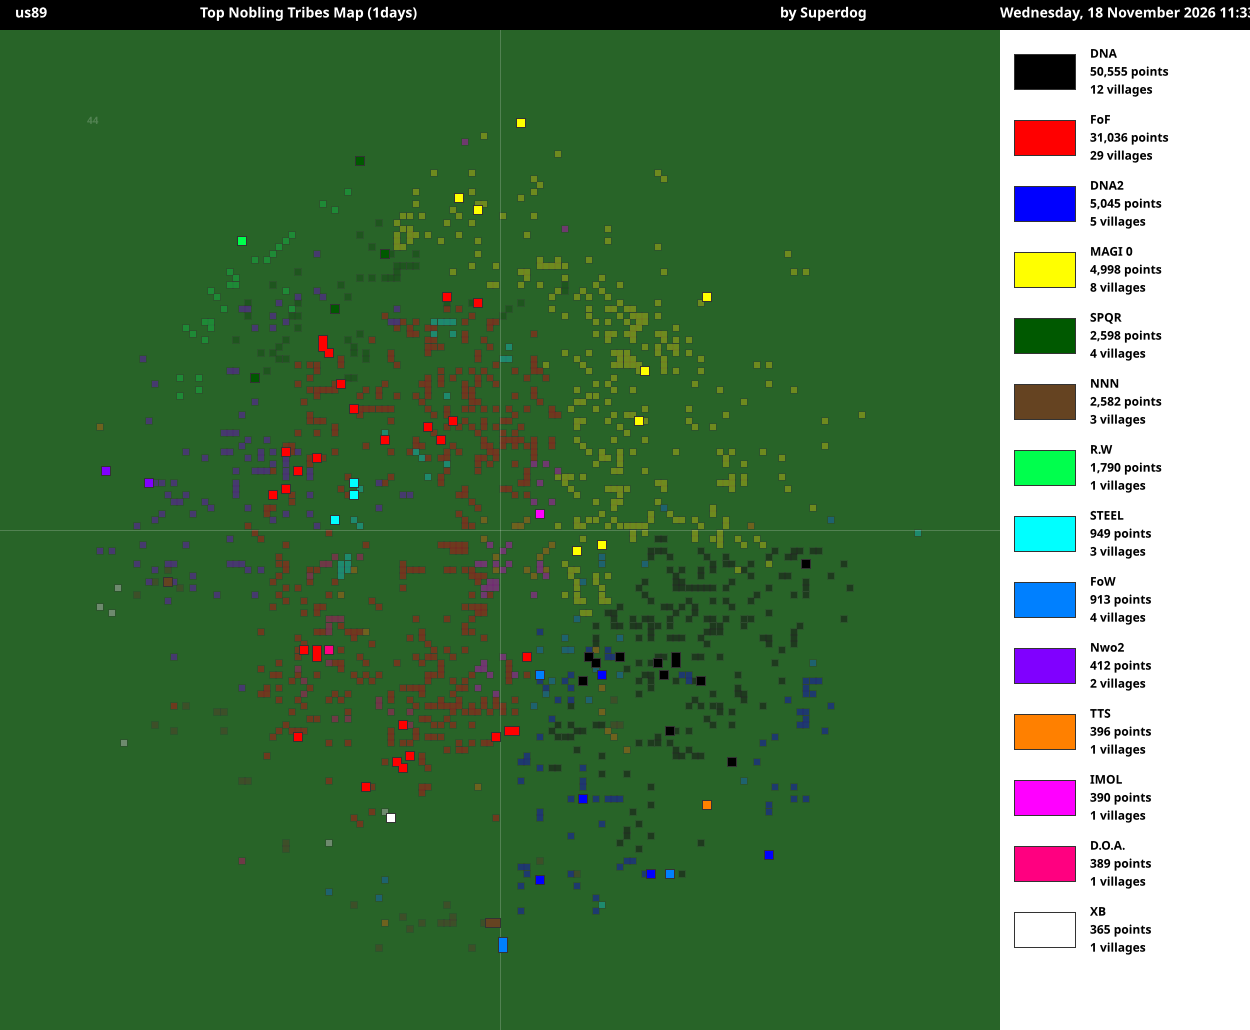 us89
Top Nobling Tribes Map (1days)
by Superdog
Wednesday, 18 November 2026 11:33
44
DNA
50,555 points
12 villages
FoF
31,036 points
29 villages
DNA2
5,045 points
5 villages
MAGI 0
4,998 points
8 villages
SPQR
2,598 points
4 villages
NNN
2,582 points
3 villages
R.W
1,790 points
1 villages
STEEL
949 points
3 villages
FoW
913 points
4 villages
Nwo2
412 points
2 villages
TTS
396 points
1 villages
IMOL
390 points
1 villages
D.O.A.
389 points
1 villages
XB
365 points
1 villages